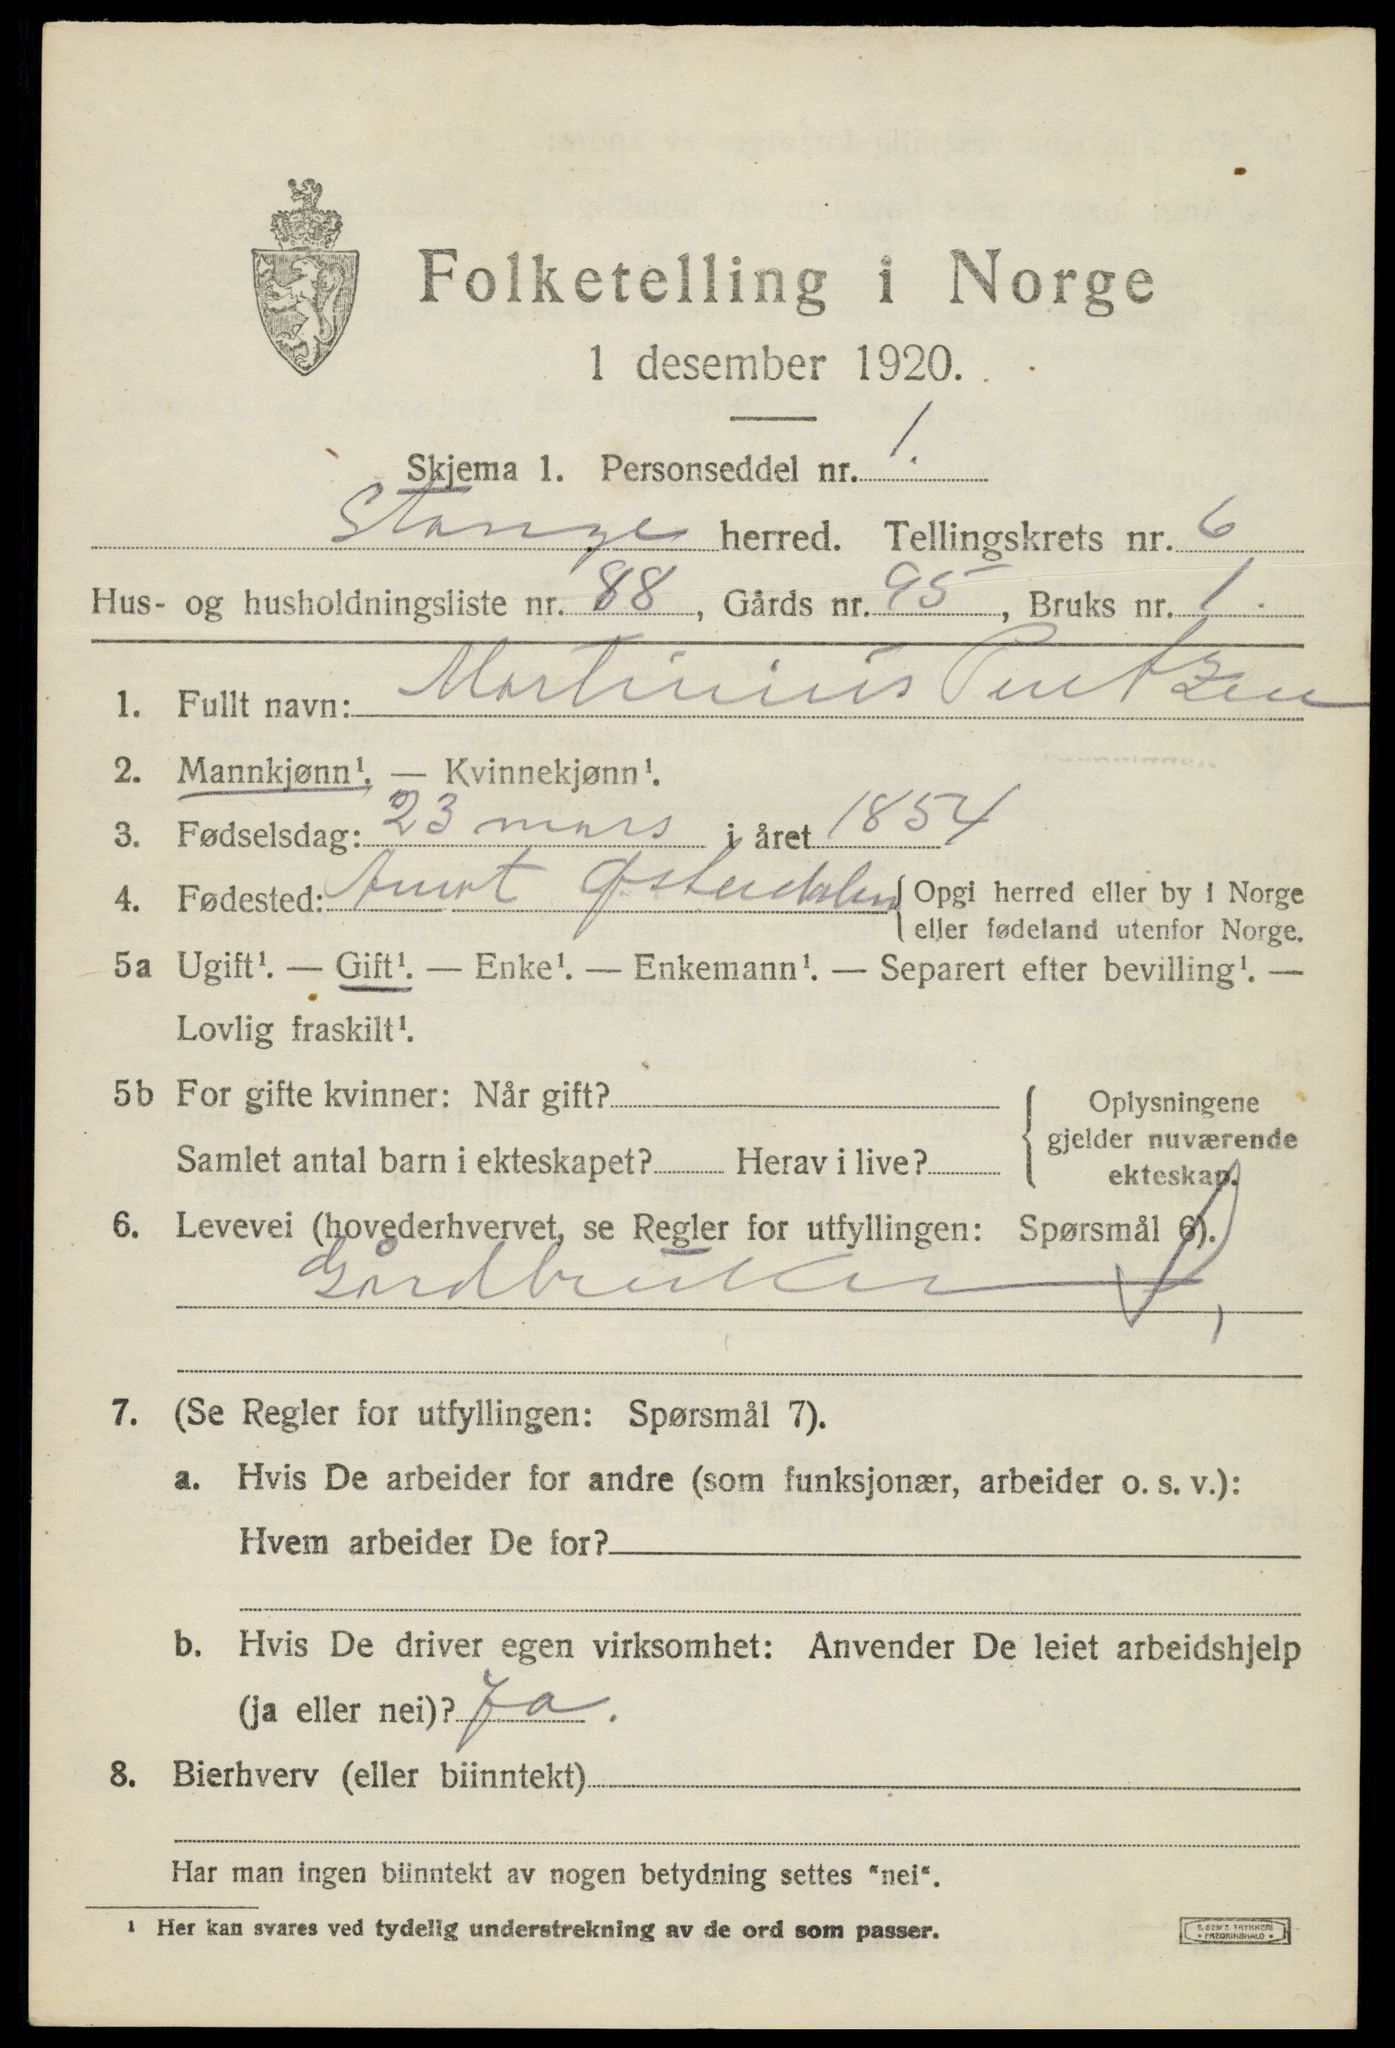 Folketelling i Norge
1 desember 1920.
Skjema 1. Personseddel nr. 1.
Stange herred. Tellingskrets nr. 6
Hus- og husholdningsliste nr. 88, Gårds nr. 95, Bruks nr. 1.
1. Fullt navn: Martinius Pentzen
2. Mannkjønn¹. — Kvinnekjønn¹.
3. Fødselsdag: 23 mars i året 1854
4. Fødested: Amot Østerdalen { Opgi herred eller by i Norge
eller fødeland utenfor Norge.
5a Ugift¹. — Gift¹. — Enke¹. — Enkemann¹. — Separert efter bevilling¹. —
Lovlig fraskilt¹.
5b For gifte kvinner: Når gift? { Oplysningene
gjelder nuværende
Samlet antal barn i ekteskapet? Herav i live?
ekteskap.
6. Levevei (hovederhvervet, se Regler for utfyllingen: Spørsmål 6).
Gårdbruker
7. (Se Regler for utfyllingen: Spørsmål 7).
a. Hvis De arbeider for andre (som funksjonær, arbeider o. s. v.):
Hvem arbeider De for?
b. Hvis De driver egen virksomhet: Anvender De leiet arbeidshjelp
(ja eller nei)? Ja.
8. Bierhverv (eller biinntekt)
Har man ingen biinntekt av nogen betydning settes "nei".
¹ Her kan svares ved tydelig understrekning av de ord som passer.